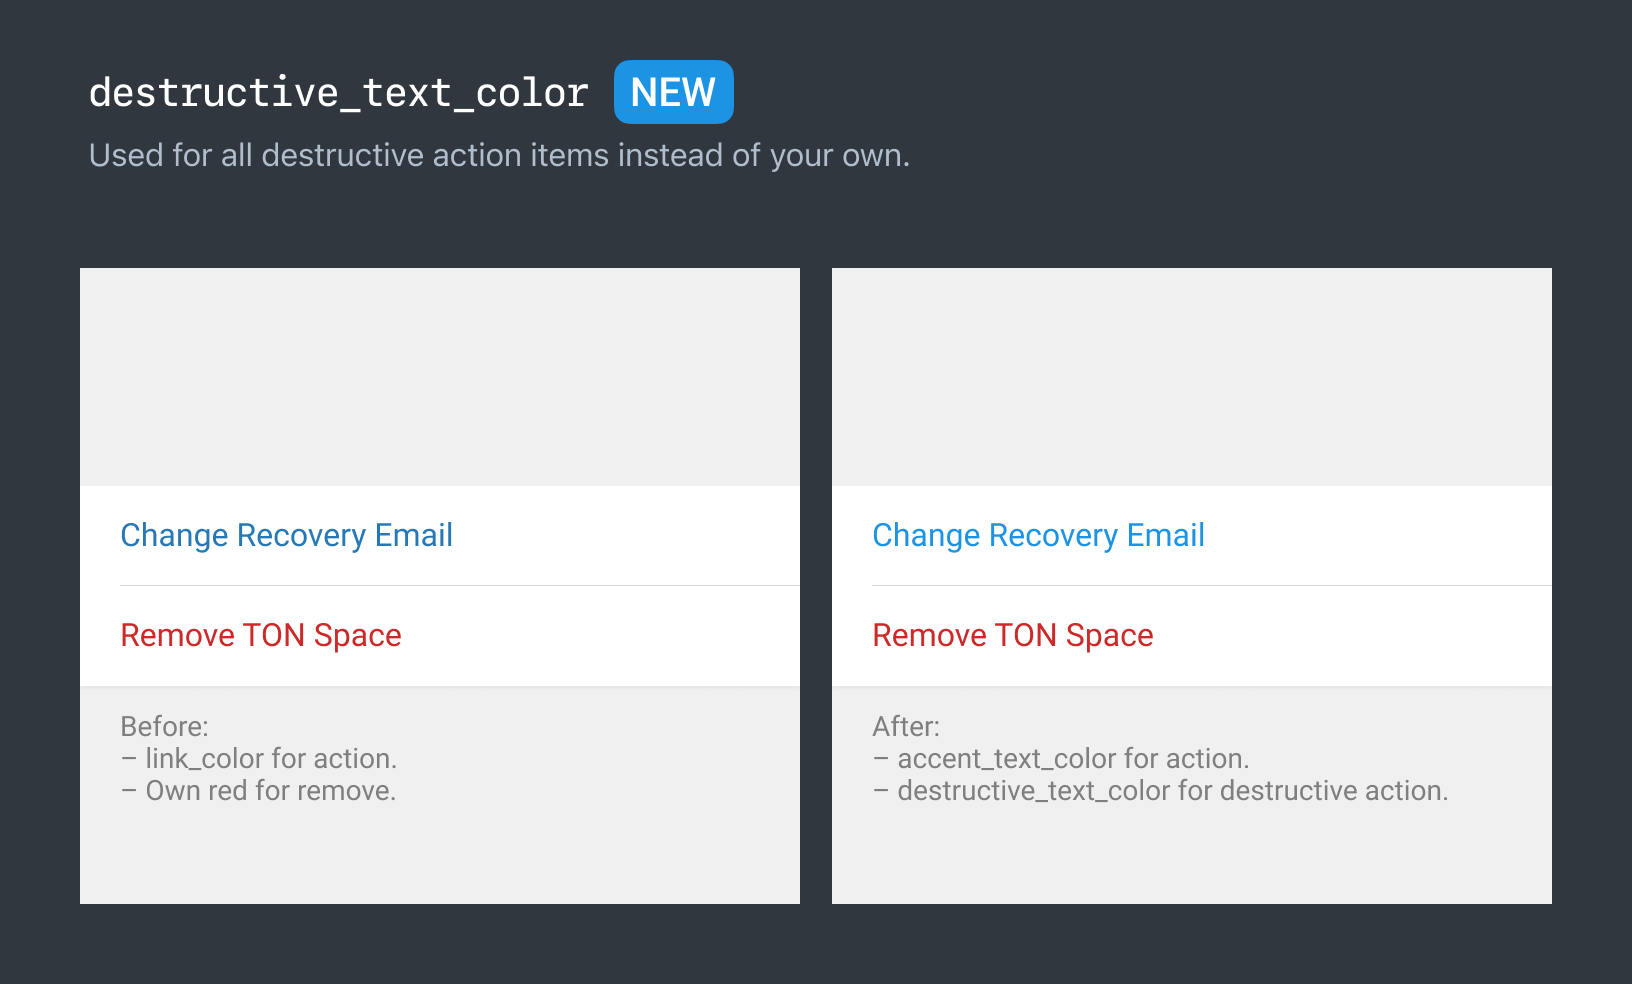 destructive_text_color NEW
Used for all destructive action items instead of your own.
Change Recovery Email
Remove TON Space
Before:
– link_color for action.
– Own red for remove.
Change Recovery Email
Remove TON Space
After:
– accent_text_color for action.
– destructive_text_color for destructive action.